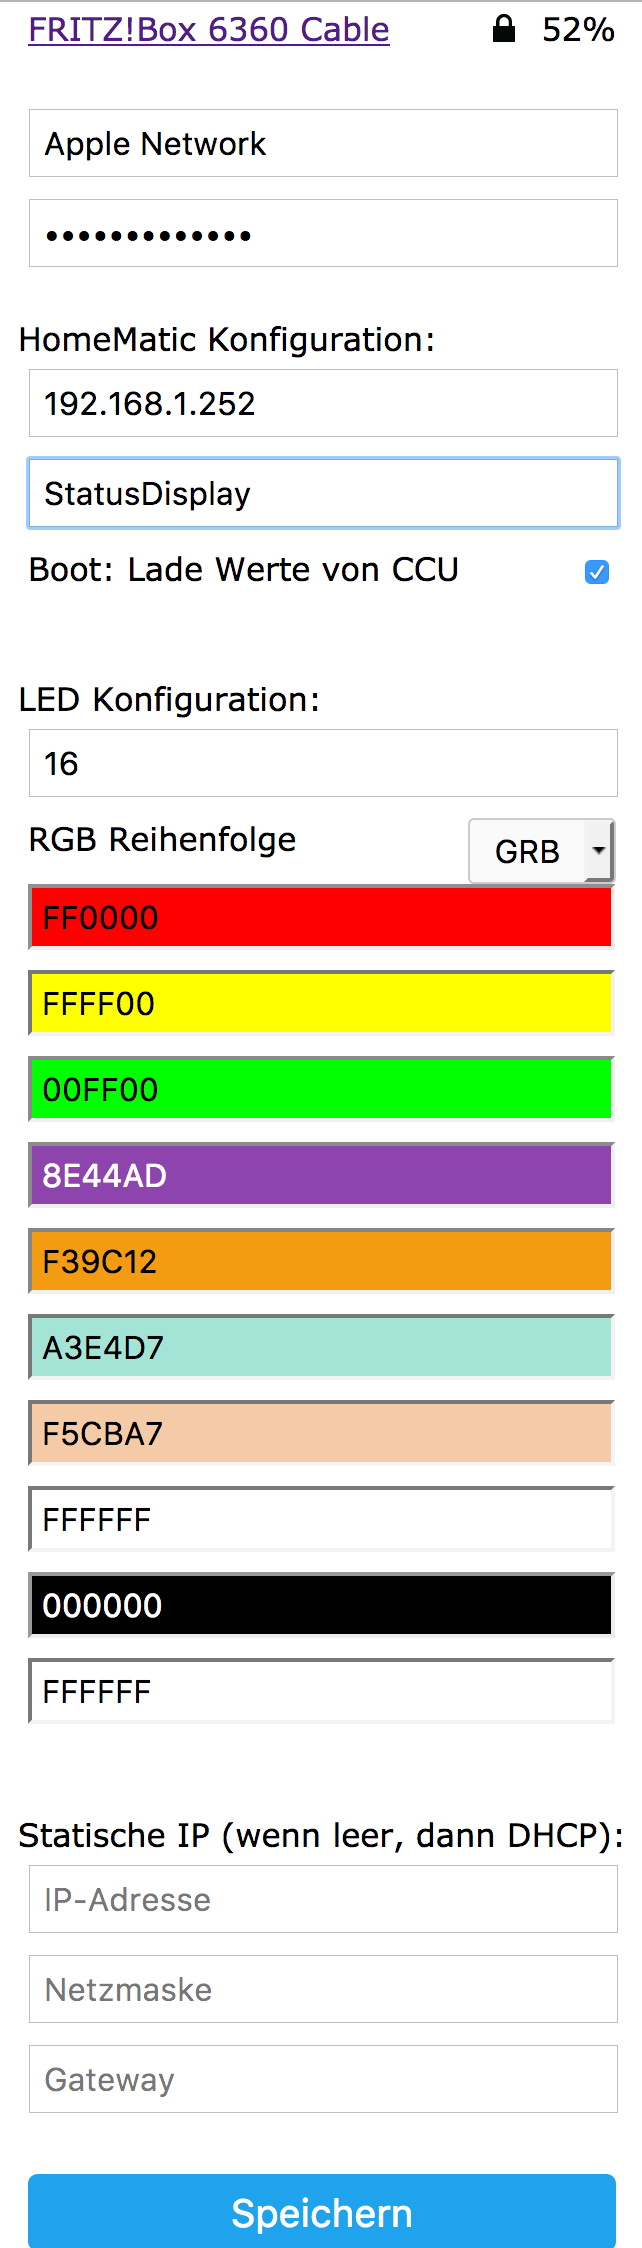 FRITZ!Box 6360 Cable 52%
Apple Network
•••••••••••••
HomeMatic Konfiguration:
192.168.1.252
StatusDisplay
Boot: Lade Werte von CCU
LED Konfiguration:
16
RGB Reihenfolge GRB
FF0000
FFFF00
00FF00
8E44AD
F39C12
A3E4D7
F5CBA7
FFFFFF
000000
FFFFFF
Statische IP (wenn leer, dann DHCP):
IP-Adresse
Netzmaske
Gateway
Speichern